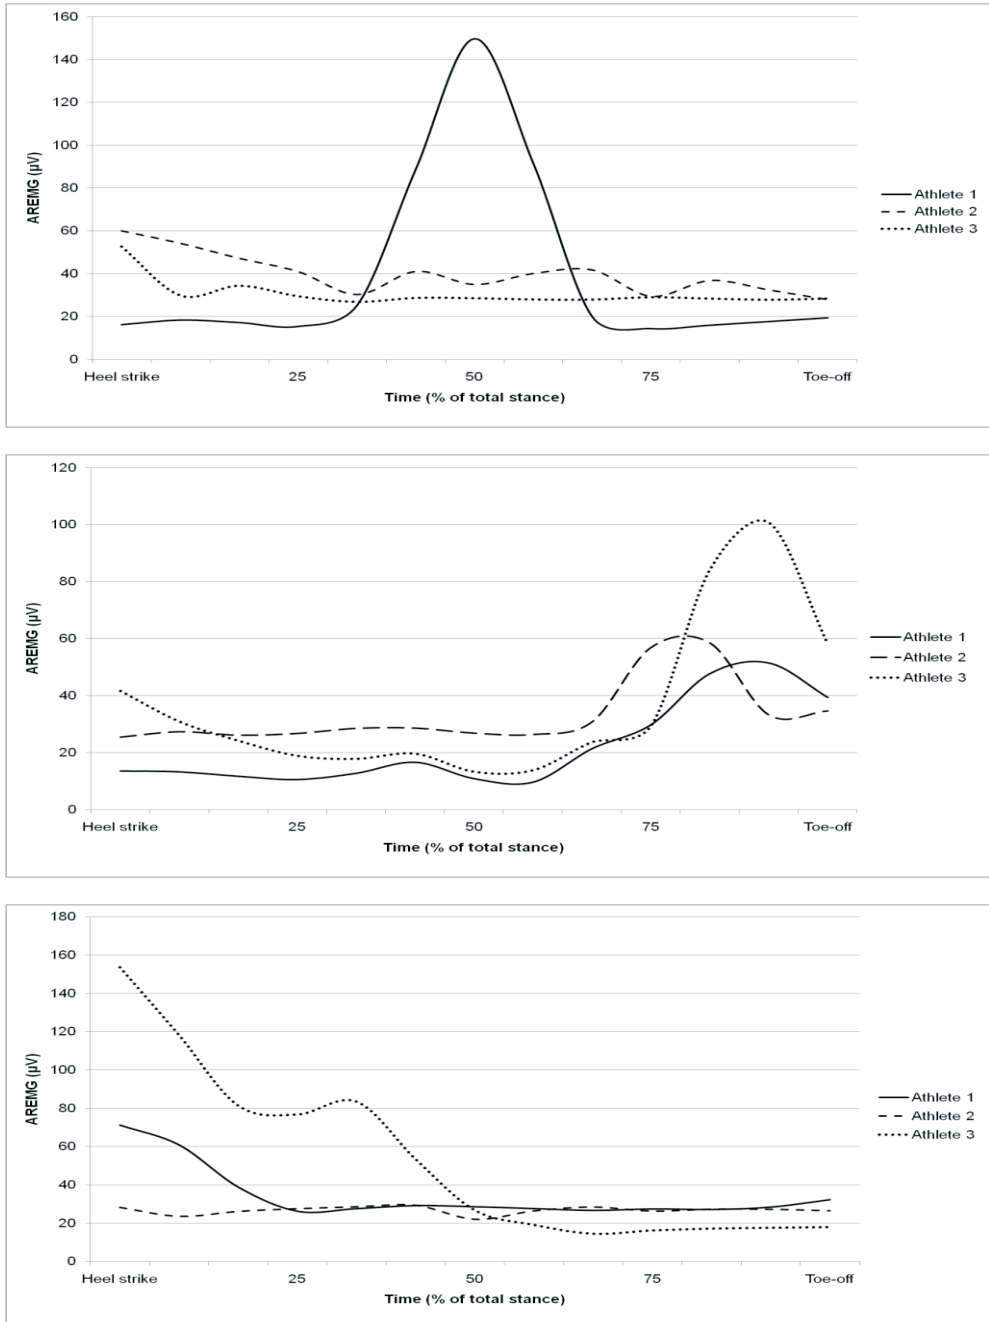 160
140
120
100
80
60
40
20
0
AREMG (µV)
Heel strike 25 50 75 Toe-off
Time (% of total stance)
Athlete 1
Athlete 2
Athlete 3
120
100
80
60
40
20
0
AREMG (µV)
Heel strike 25 50 75 Toe-off
Time (% of total stance)
Athlete 1
Athlete 2
Athlete 3
180
160
140
120
100
80
60
40
20
0
AREMG (µV)
Heel strike 25 50 75 Toe-off
Time (% of total stance)
Athlete 1
Athlete 2
Athlete 3